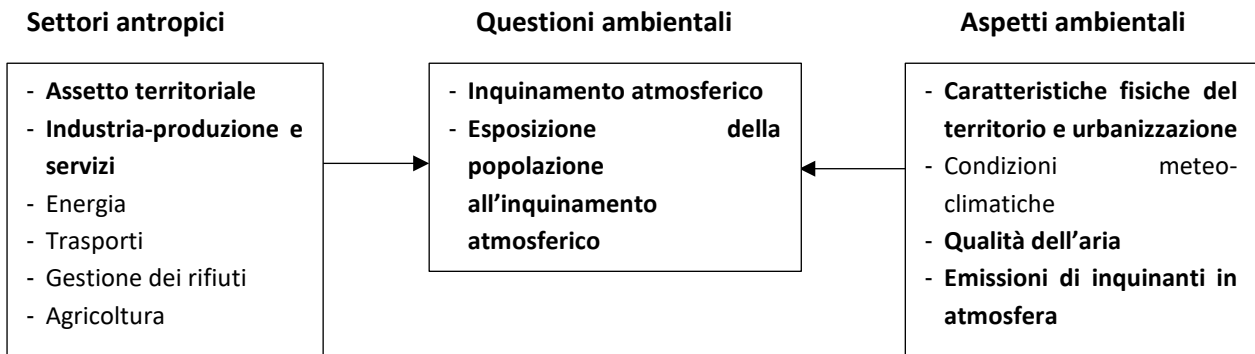 Settori antropici
- Assetto territoriale
- Industria-produzione e
servizi
- Energia
- Trasporti
- Gestione dei rifiuti
- Agricoltura
Questioni ambientali
- Inquinamento atmosferico
- Esposizione della
popolazione
all’inquinamento
atmosferico
Aspetti ambientali
- Caratteristiche fisiche del
territorio e urbanizzazione
- Condizioni meteo-
climatiche
- Qualità dell’aria
- Emissioni di inquinanti in
atmosfera